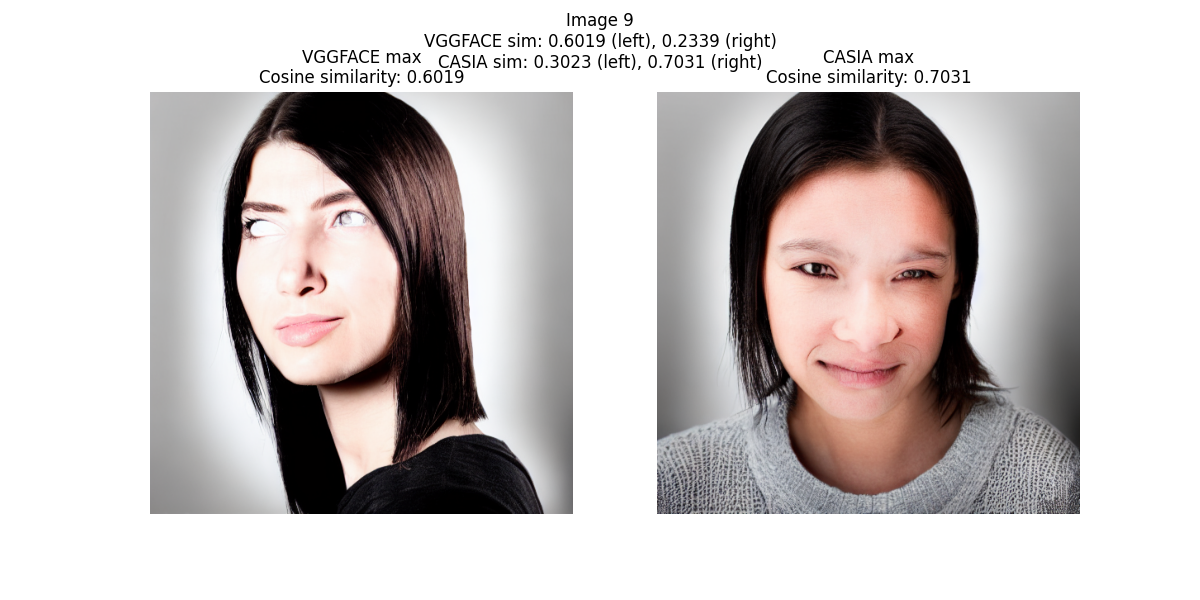 Image 9
VGGFACE sim: 0.6019 (left), 0.2339 (right)
CASIA sim: 0.3023 (left), 0.7031 (right)
VGGFACE max
Cosine similarity: 0.6019
CASIA max
Cosine similarity: 0.7031